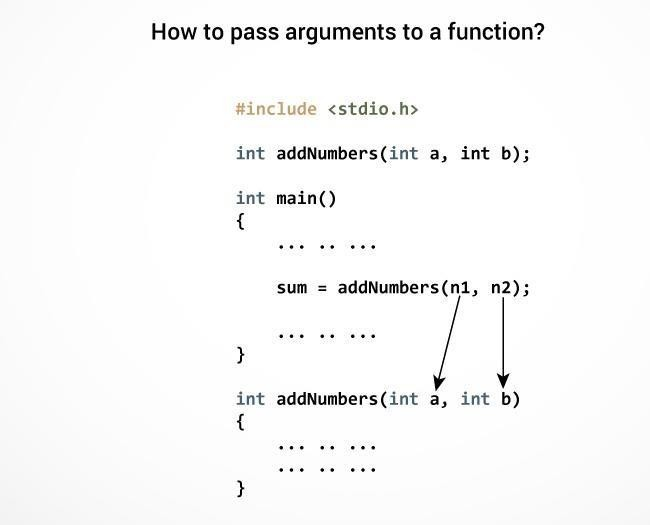 How to pass arguments to a function?
#include <stdio.h>
int addNumbers(int a, int b);
int main()
{
... .. ...
sum = addNumbers(n1, n2);
... .. ...
}
int addNumbers(int a, int b)
{
... .. ...
... .. ...
}